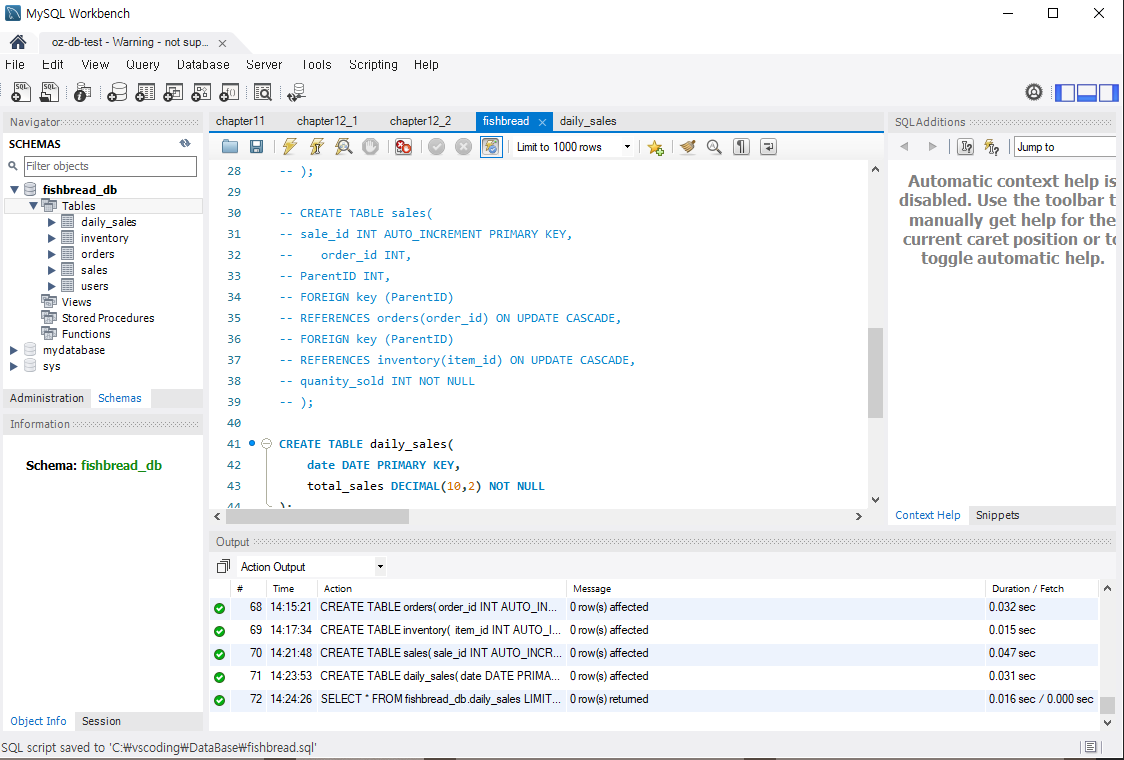 MySQL Workbench
oz-db-test - Warning - not sup...
File Edit View Query Database Server Tools Scripting Help
Navigator
SCHEMAS
Filter objects
fishbread_db
Tables
daily_sales
inventory
orders
sales
users
Views
Stored Procedures
Functions
mydatabase
sys
Administration Schemas
Information
Schema: fishbread_db
Object Info Session
chapter11 chapter12_1 chapter12_2 fishbread daily_sales
Limit to 1000 rows
28 -- );
29
30 -- CREATE TABLE sales(
31 -- sale_id INT AUTO_INCREMENT PRIMARY KEY,
32 -- order_id INT,
33 -- ParentID INT,
34 -- FOREIGN key (ParentID)
35 -- REFERENCES orders(order_id) ON UPDATE CASCADE,
36 -- FOREIGN key (ParentID)
37 -- REFERENCES inventory(item_id) ON UPDATE CASCADE,
38 -- quanity_sold INT NOT NULL
39 -- );
40
41 CREATE TABLE daily_sales(
42 date DATE PRIMARY KEY,
43 total_sales DECIMAL(10,2) NOT NULL
44 );
SQL Additions
Jump to
Automatic context help is
disabled. Use the toolbar t
manually get help for the
current caret position or to
toggle automatic help.
Context Help Snippets
Output
Action Output
# Time Action Message Duration / Fetch
68 14:15:21 CREATE TABLE orders( order_id INT AUTO_IN... 0 row(s) affected 0.032 sec
69 14:17:34 CREATE TABLE inventory( item_id INT AUTO_I... 0 row(s) affected 0.015 sec
70 14:21:48 CREATE TABLE sales( sale_id INT AUTO_INCR... 0 row(s) affected 0.047 sec
71 14:23:53 CREATE TABLE daily_sales( date DATE PRIMA... 0 row(s) affected 0.031 sec
72 14:24:26 SELECT * FROM fishbread_db.daily_sales LIMIT... 0 row(s) returned 0.016 sec / 0.000 sec
SQL script saved to 'C:₩vscoding₩DataBase₩fishbread.sql'